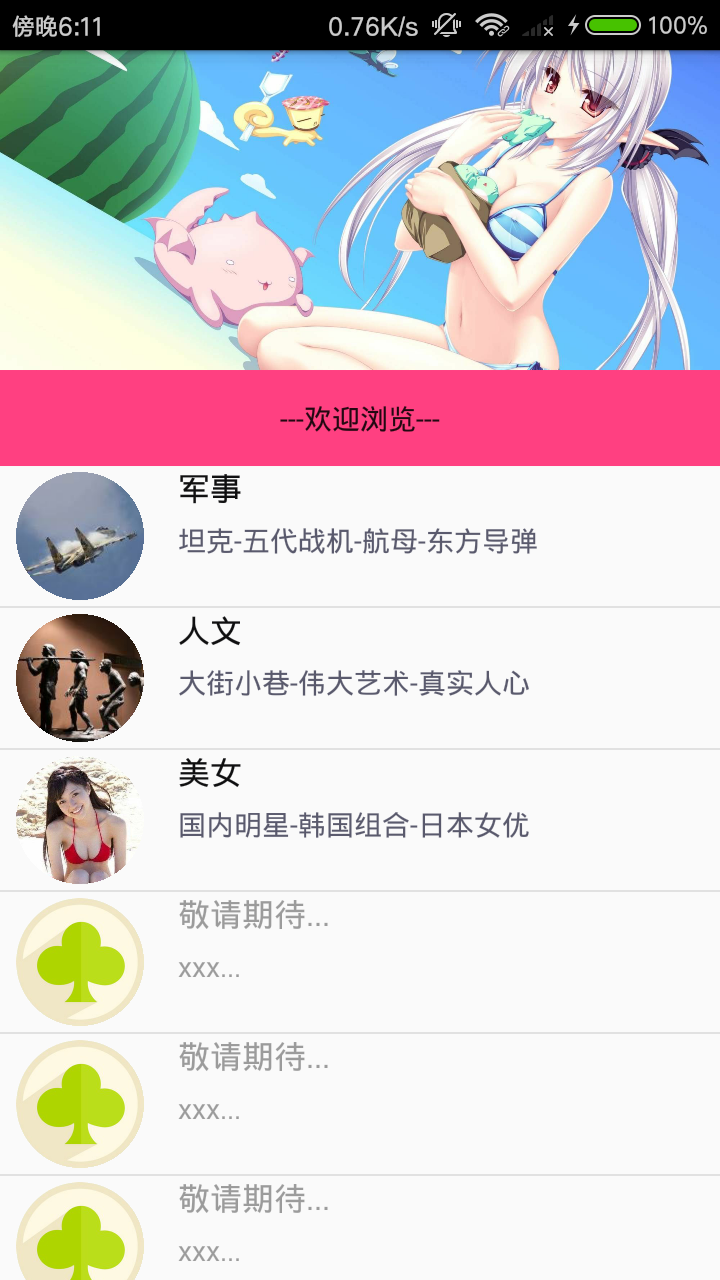 傍晚6:11 0.76K/s 100%
---欢迎浏览---
军事
坦克-五代战机-航母-东方导弹
人文
大街小巷-伟大艺术-真实人心
美女
国内明星-韩国组合-日本女优
敬请期待...
xxx...
敬请期待...
xxx...
敬请期待...
xxx...